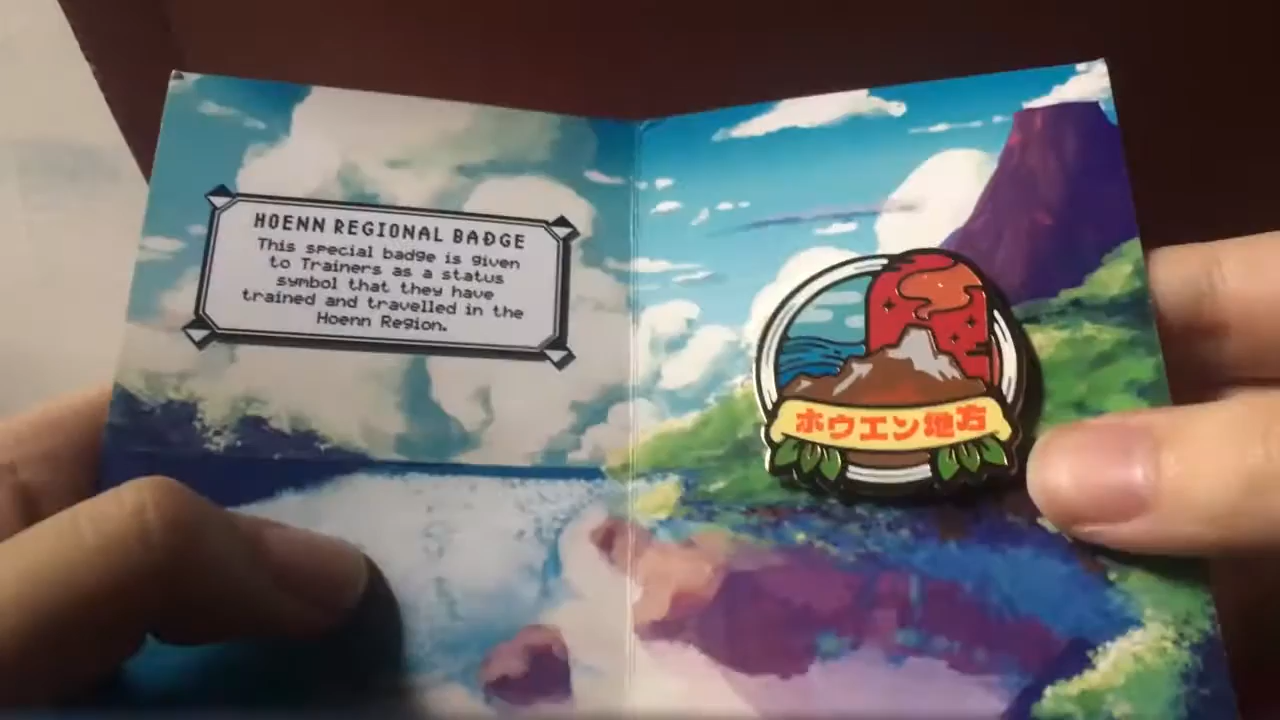 HOENN REGIONAL BADGE
This special badge is given
to Trainers as a status
symbol that they have
trained and travelled in the
Hoenn Region.
ホウエン地方